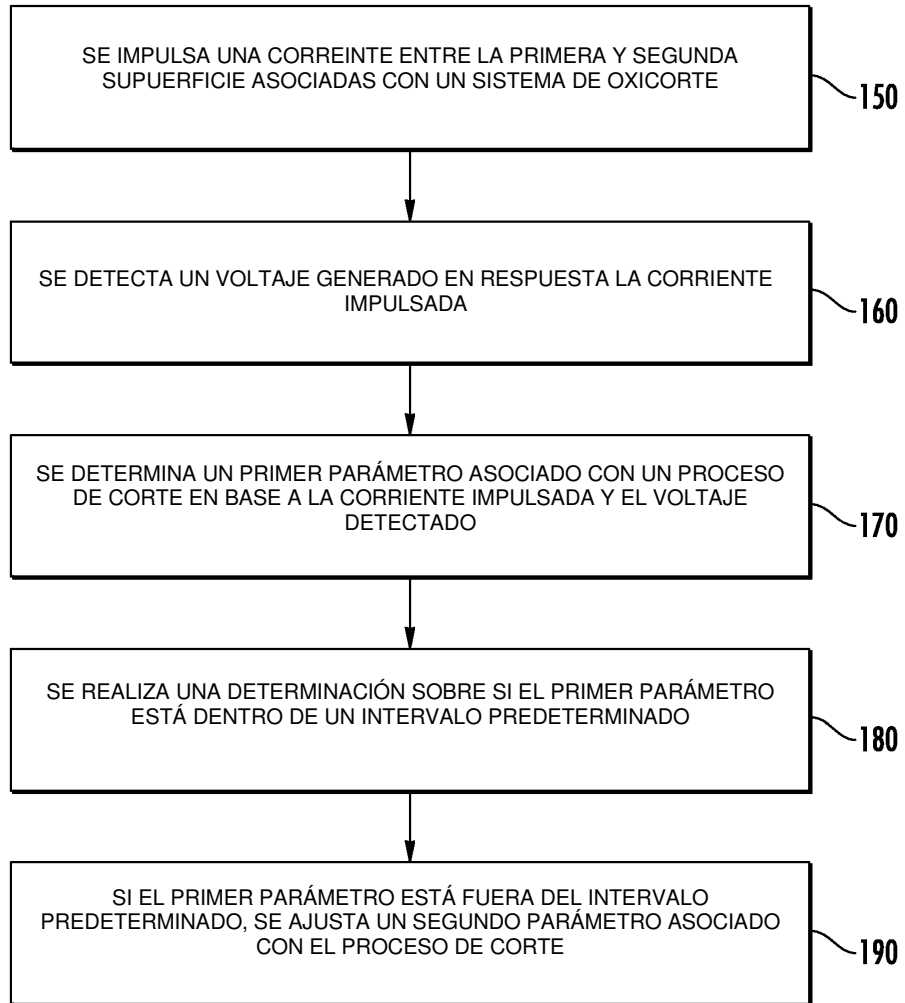 SE IMPULSA UNA CORREINTE ENTRE LA PRIMERA Y SEGUNDA
SUPUERFICIE ASOCIADAS CON UN SISTEMA DE OXICORTE
150
SE DETECTA UN VOLTAJE GENERADO EN RESPUESTA LA CORRIENTE
IMPULSADA
160
SE DETERMINA UN PRIMER PARÁMETRO ASOCIADO CON UN PROCESO
DE CORTE EN BASE A LA CORRIENTE IMPULSADA Y EL VOLTAJE
DETECTADO
170
SE REALIZA UNA DETERMINACIÓN SOBRE SI EL PRIMER PARÁMETRO
ESTÁ DENTRO DE UN INTERVALO PREDETERMINADO
180
SI EL PRIMER PARÁMETRO ESTÁ FUERA DEL INTERVALO
PREDETERMINADO, SE AJUSTA UN SEGUNDO PARÁMETRO ASOCIADO
CON EL PROCESO DE CORTE
190